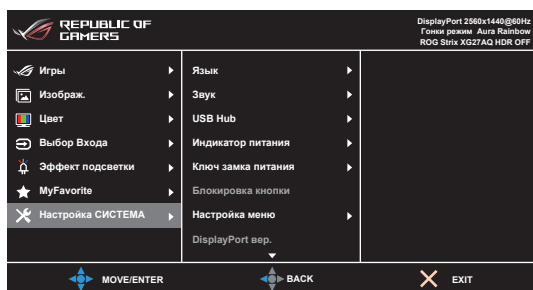 REPUBLIC OF
GAMERS
DisplayPort 2560x1440@60Hz
Гонки режим Aura Rainbow
ROG Strix XG27AQ HDR OFF
Игры
Изображ.
Цвет
Выбор Входа
Эффект подсветки
MyFavorite
Настройка СИСТЕМА
Язык
Звук
USB Hub
Индикатор питания
Ключ замка питания
Блокировка кнопки
Настройка меню
DisplayPort вер.
MOVE/ENTER
BACK
EXIT